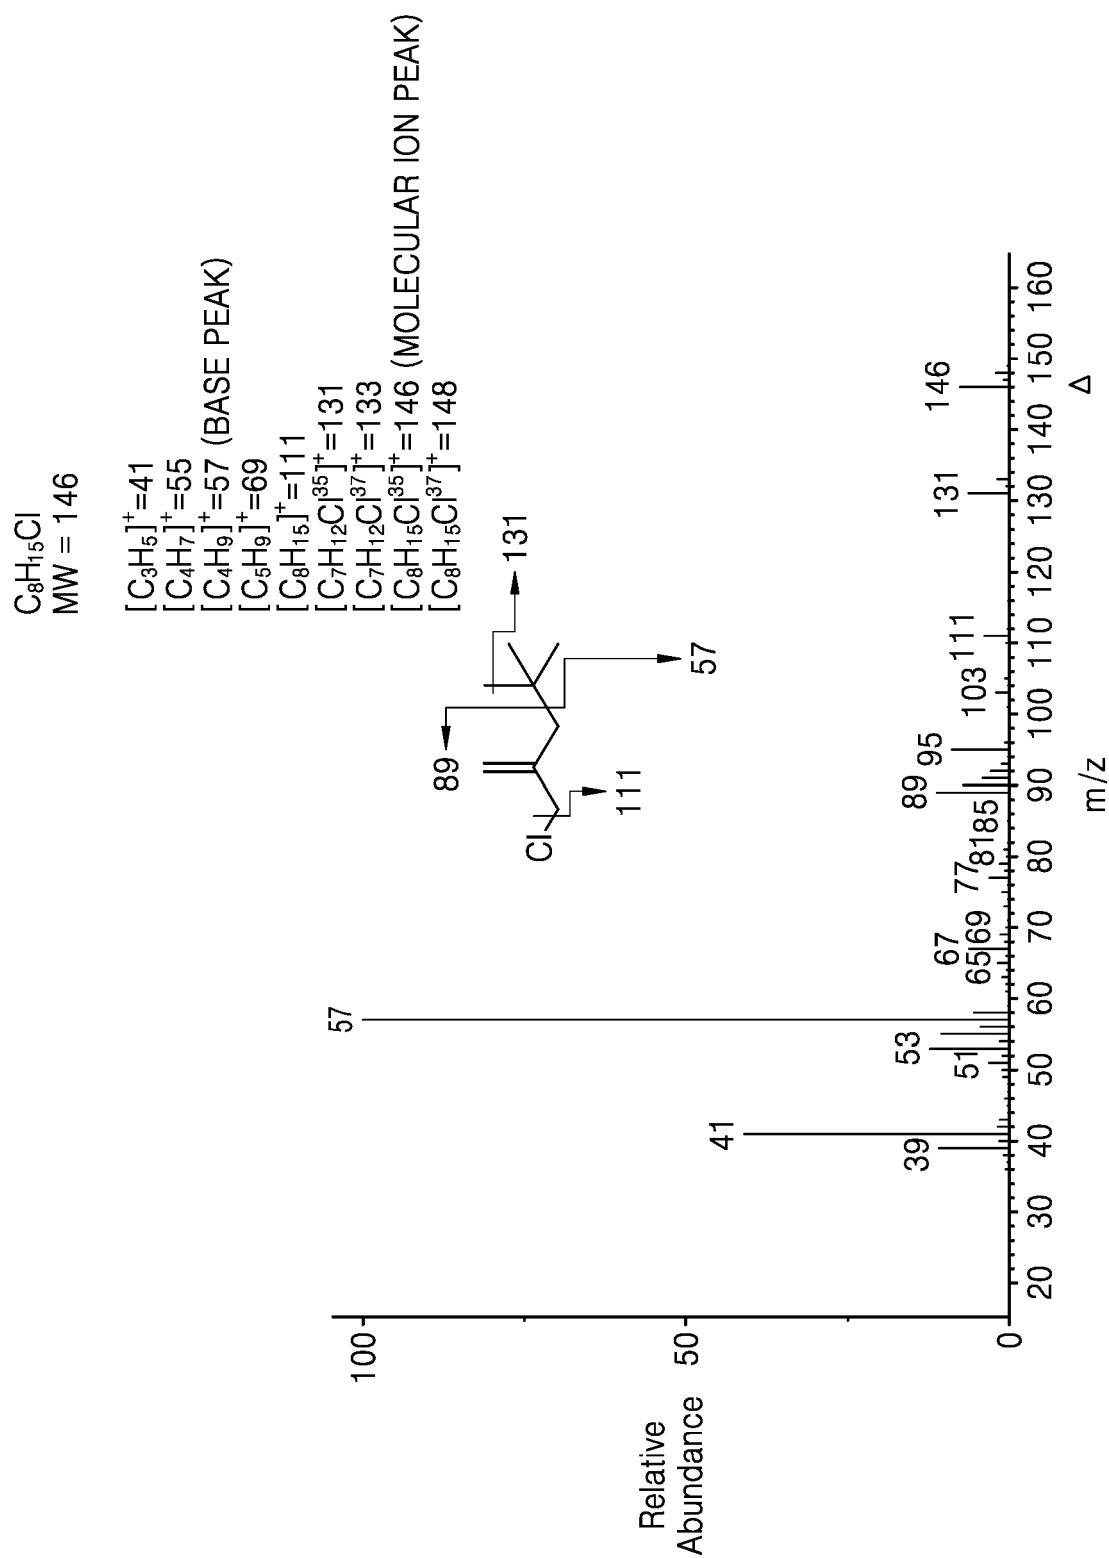 C8H15Cl
MW = 146
[C3H5]+=41
[C4H7]+=55
[C4H9]+=57 (BASE PEAK)
[C5H9]+=69
[C8H15]+=111
[C7H12Cl35]+=131
[C7H12Cl37]+=133
[C8H15Cl35]+=146 (MOLECULAR ION PEAK)
[C8H15Cl37]+=148
131
89
Cl
57
111
Relative
Abundance
100
50
0
57
41
39
53
51
67
65
69
77
81
85
89
95
103
111
131
146
20
30
40
50
60
70
80
90
100
110
120
130
140
150
160
m/z
Δ